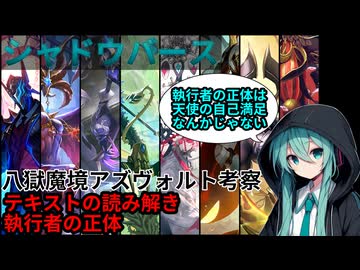 シャドウバース
執行者の正体は
天使の自己満足
なんかじゃない
八獄魔境アズヴォルト考察
テキストの読み解き
執行者の正体